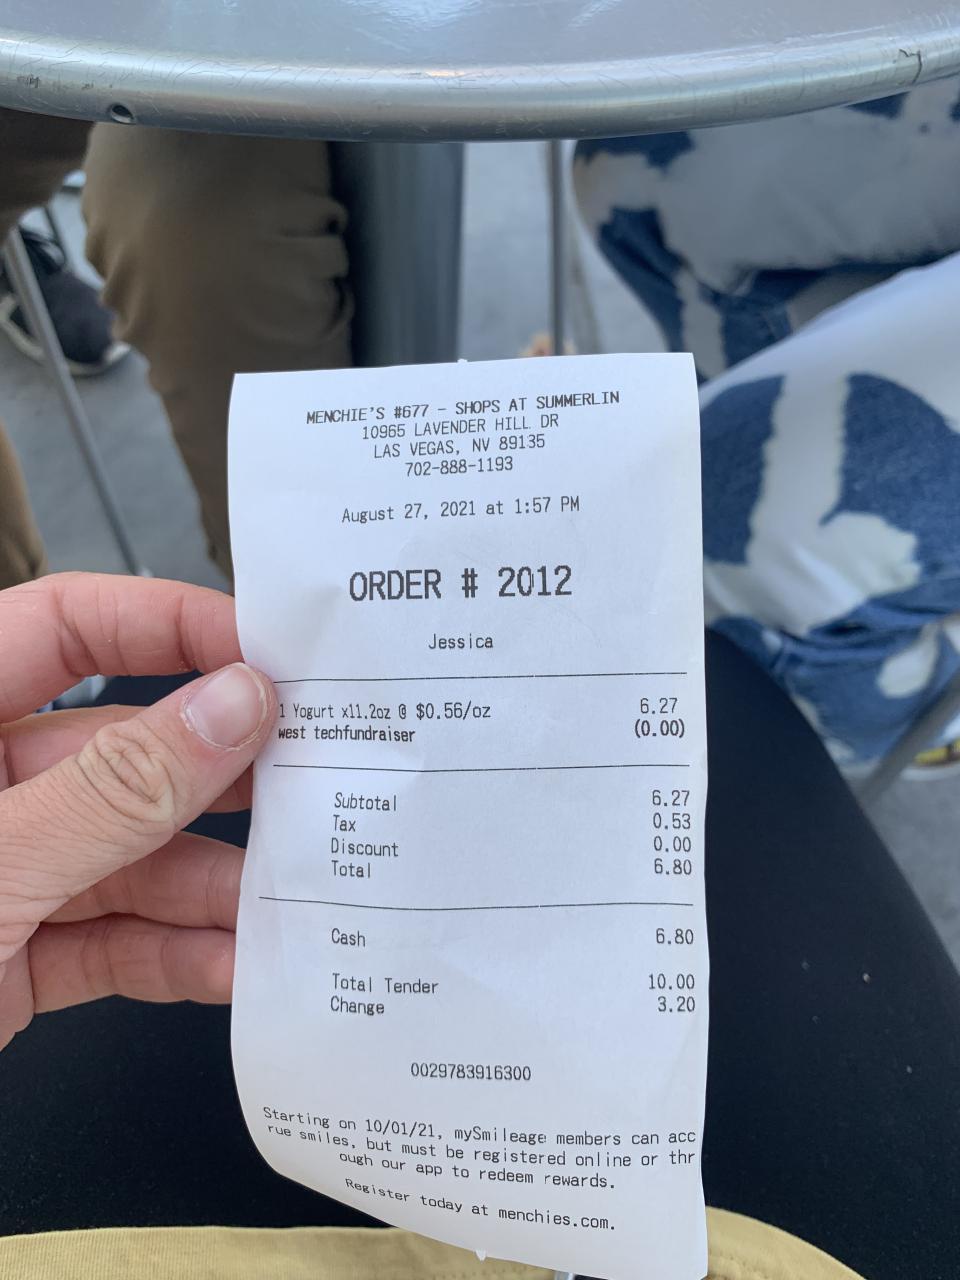 MENCHIE'S #677 - SHOPS AT SUMMERLIN
10965 LAVENDER HILL DR
LAS VEGAS, NV 89135
702-888-1193
August 27, 2021 at 1:57 PM
ORDER # 2012
Jessica
1 Yogurt x11.2oz @ $0.56/oz 6.27
west techfundraiser (0.00)
Subtotal 6.27
Tax 0.53
Discount 0.00
Total 6.80
Cash 6.80
Total Tender 10.00
Change 3.20
0029783916300
Starting on 10/01/21, mySmileage members can acc
rue smiles, but must be registered online or thr
ough our app to redeem rewards.
Register today at menchies.com.